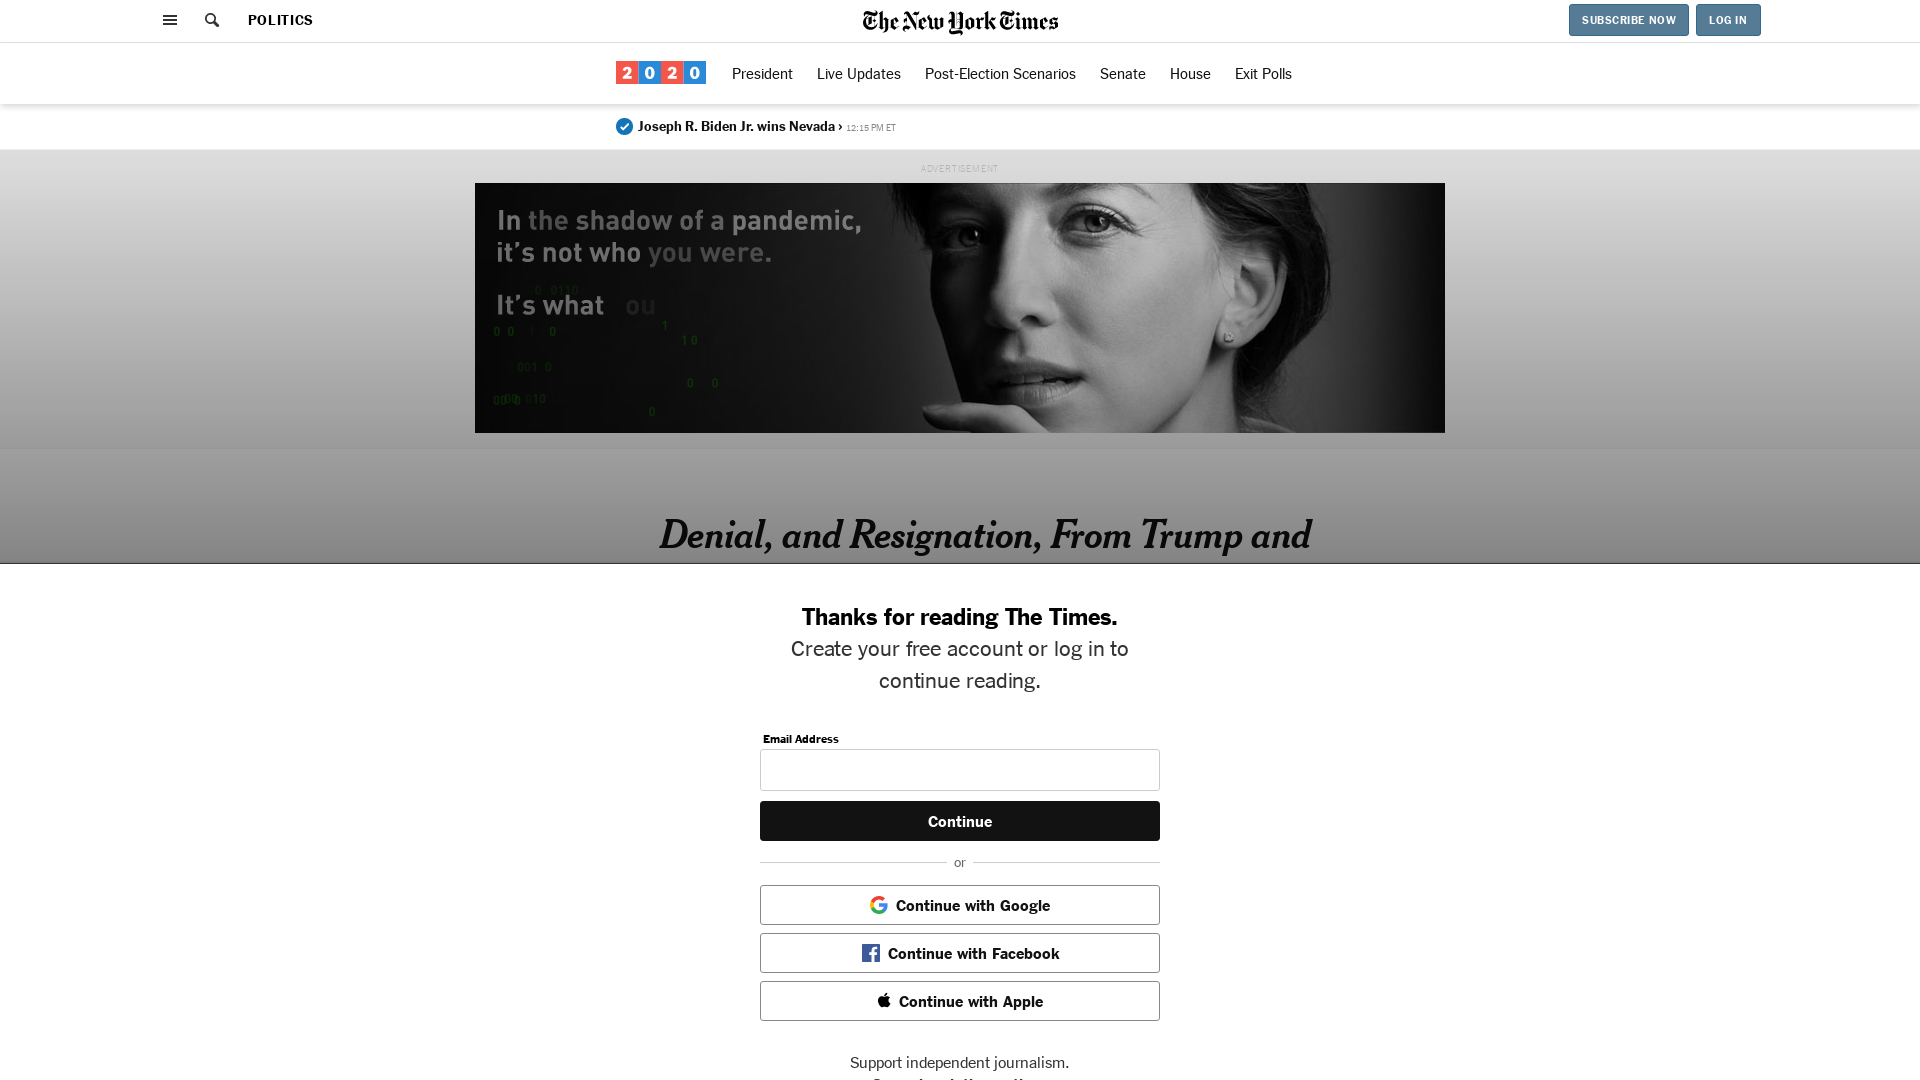 POLITICS
The New York Times
SUBSCRIBE NOW
LOG IN
2020
President
Live Updates
Post-Election Scenarios
Senate
House
Exit Polls
Joseph R. Biden Jr. wins Nevada › 12:15 PM ET
ADVERTISEMENT
In the shadow of a pandemic,
it's not who you were.
It's what ou
Denial, and Resignation, From Trump and
Thanks for reading The Times.
Create your free account or log in to
continue reading.
Email Address
Continue
or
Continue with Google
Continue with Facebook
Continue with Apple
Support independent journalism.